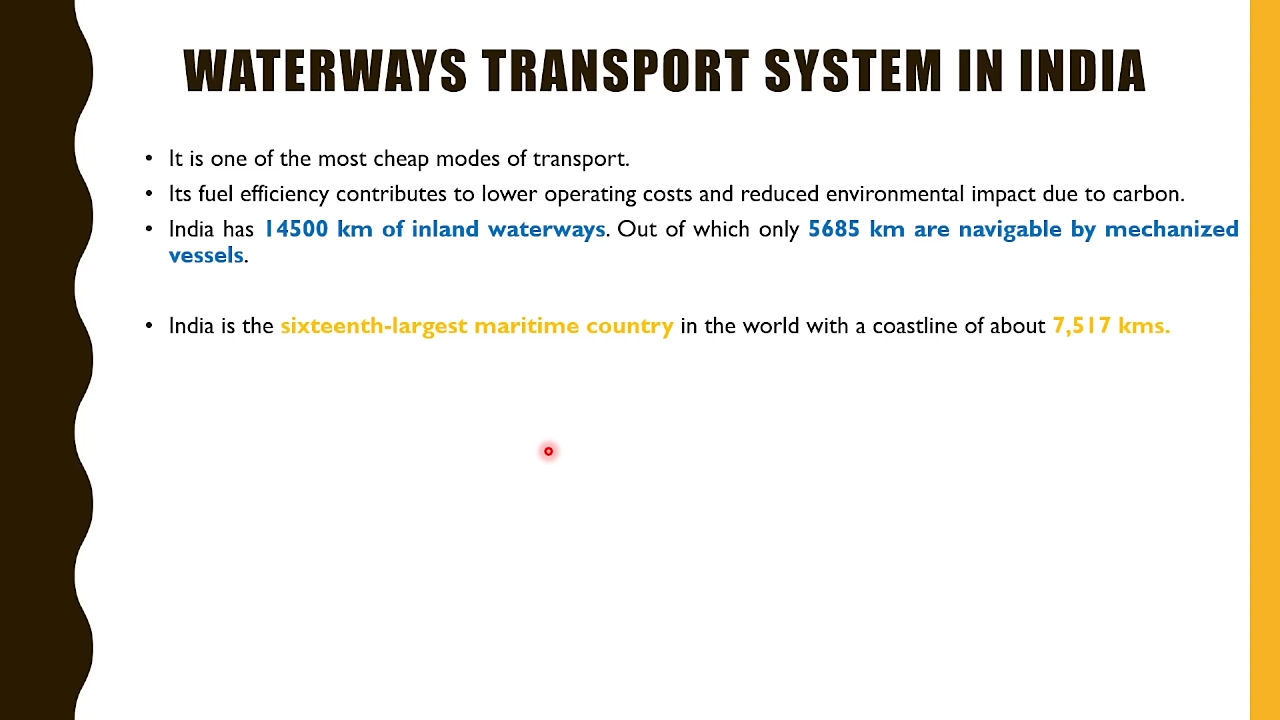 WATERWAYS TRANSPORT SYSTEM IN INDIA
• It is one of the most cheap modes of transport.
• Its fuel efficiency contributes to lower operating costs and reduced environmental impact due to carbon.
• India has 14500 km of inland waterways. Out of which only 5685 km are navigable by mechanized
vessels.
• India is the sixteenth-largest maritime country in the world with a coastline of about 7,517 kms.